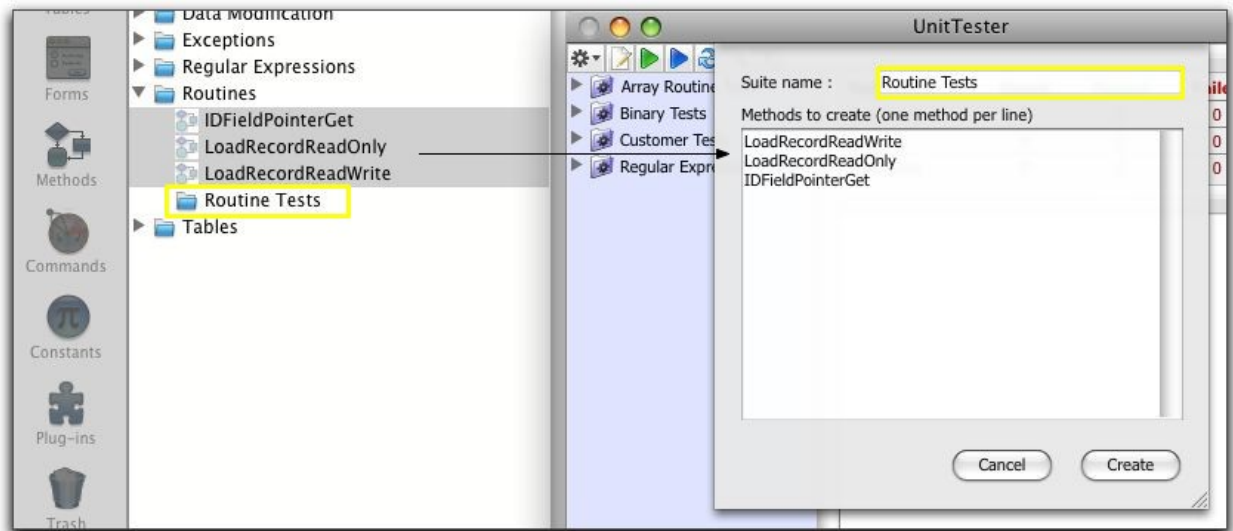 Tables
Forms
Methods
Commands
Constants
Plug-ins
Trash
Data Modification
Exceptions
Regular Expressions
Routines
IDFieldPointerGet
LoadRecordReadOnly
LoadRecordReadWrite
Routine Tests
Tables
UnitTester
Array Routine
Binary Tests
Customer Tes
Regular Expre
Suite name : Routine Tests
Methods to create (one method per line)
LoadRecordReadWrite
LoadRecordReadOnly
IDFieldPointerGet
Cancel
Create
0
0
0